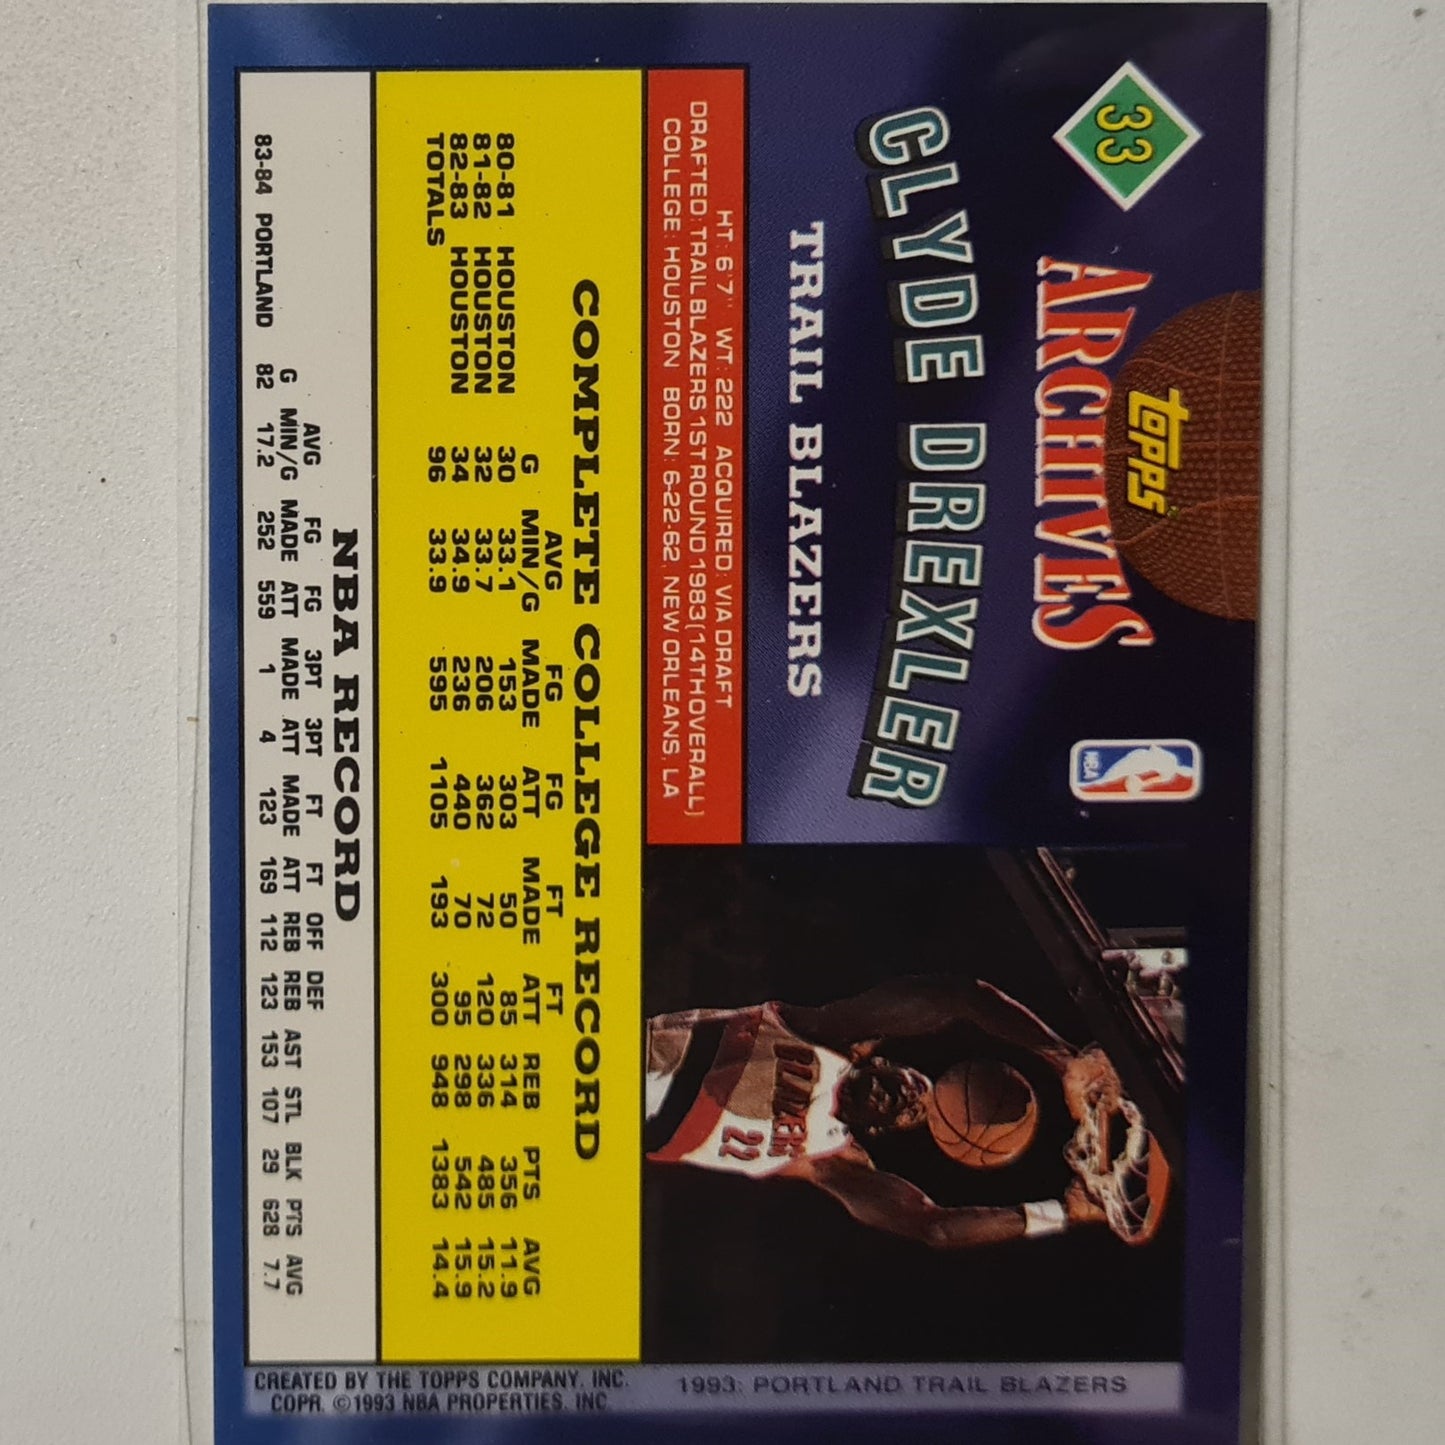 33
topps
ARCHIVES
NBA
CLYDE DREXLER
TRAIL BLAZERS
HT: 6'7" WT: 222 ACQUIRED: VIA DRAFT
DRAFTED: TRAIL BLAZERS 1ST ROUND 1983 (14TH OVERALL)
COLLEGE: HOUSTON BORN: 6-22-62, NEW ORLEANS, LA
BLAZERS
22
COMPLETE COLLEGE RECORD
AVG FG FG FT FT
G MIN/G MADE ATT MADE ATT REB PTS AVG
80-81 HOUSTON 30 33.1 153 303 50 85 314 356 11.9
81-82 HOUSTON 32 33.7 206 362 72 120 336 485 15.2
82-83 HOUSTON 34 34.9 236 440 70 95 298 542 15.9
TOTALS 96 33.9 595 1105 193 300 948 1383 14.4
NBA RECORD
AVG FG FG 3PT 3PT FT FT OFF DEF
G MIN/G MADE ATT MADE ATT MADE ATT REB REB AST STL BLK PTS AVG
83-84 PORTLAND 82 17.2 252 559 1 4 123 169 112 123 153 107 29 628 7.7
1993: PORTLAND TRAIL BLAZERS
CREATED BY THE TOPPS COMPANY, INC.
COPR. ©1993 NBA PROPERTIES, INC.